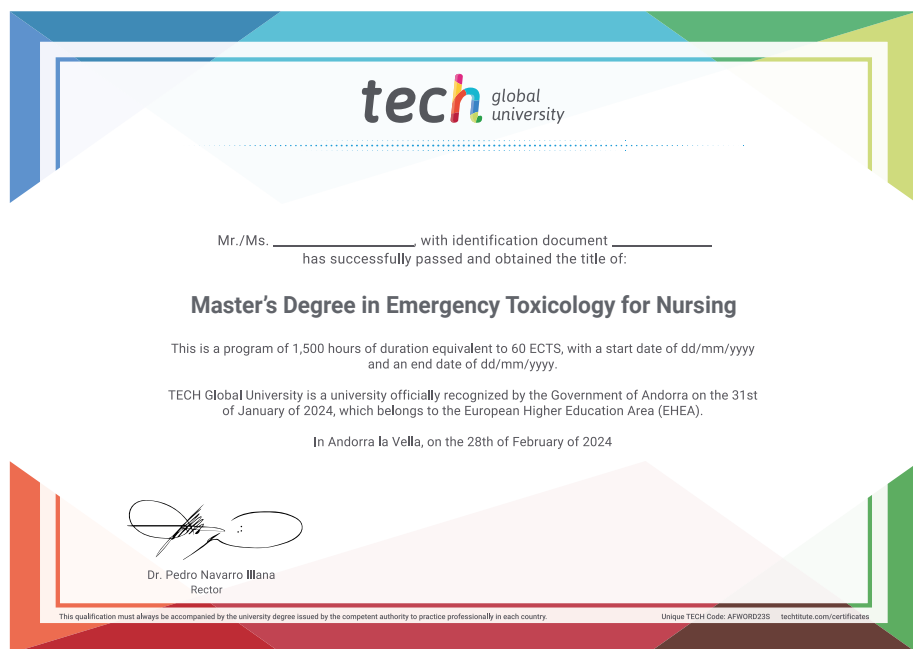 tech global
university
Mr./Ms. ________________, with identification document ____________
has successfully passed and obtained the title of:
Master’s Degree in Emergency Toxicology for Nursing
This is a program of 1,500 hours of duration equivalent to 60 ECTS, with a start date of dd/mm/yyyy
and an end date of dd/mm/yyyy.
TECH Global University is a university officially recognized by the Government of Andorra on the 31st
of January of 2024, which belongs to the European Higher Education Area (EHEA).
In Andorra la Vella, on the 28th of February of 2024
Dr. Pedro Navarro Illana
Rector
This qualification must always be accompanied by the university degree issued by the competent authority to practice professionally in each country.
Unique TECH Code: AFWORD23S techtitute.com/certificates